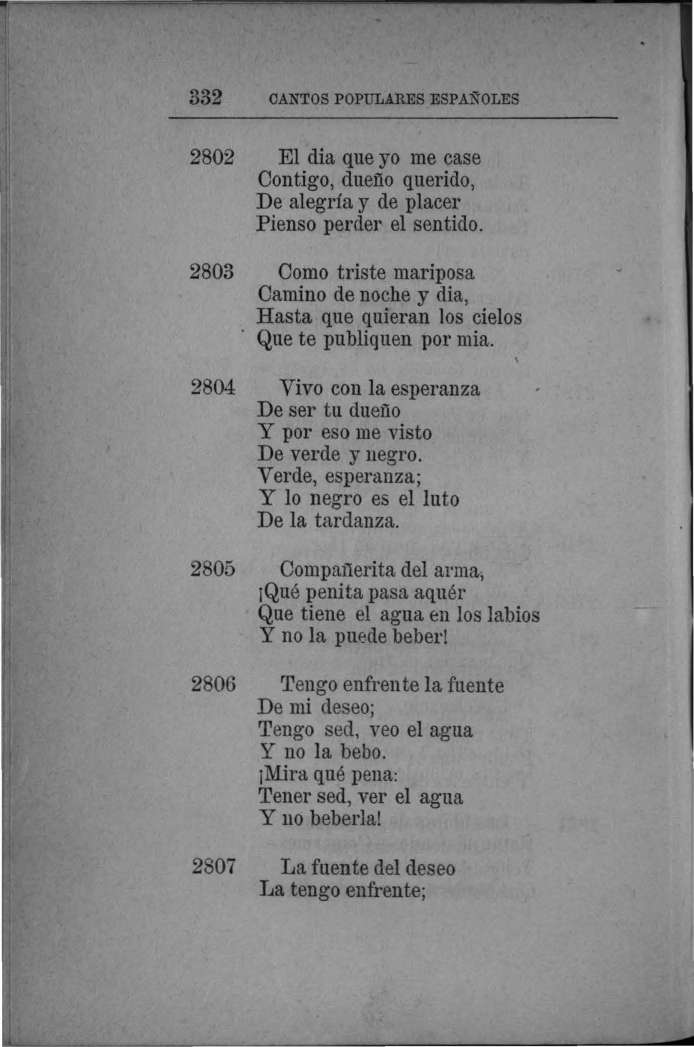 332 CANTOS POPULARES ESPAÑOLES
2802 El dia que yo me case
Contigo, dueño querido,
De alegría y de placer
Pienso perder el sentido.
2803 Como triste mariposa
Camino de noche y dia,
Hasta que quieran los cielos
Que te publiquen por mia.
2804 Vivo con la esperanza
De ser tu dueño
Y por eso me visto
De verde y negro.
Verde, esperanza;
Y lo negro es el luto
De la tardanza.
2805 Compañerita del arma,
¡Qué penita pasa aquér
Que tiene el agua en los labios
Y no la puede beber!
2806 Tengo enfrente la fuente
De mi deseo;
Tengo sed, veo el agua
Y no la bebo.
¡Mira qué pena:
Tener sed, ver el agua
Y no beberla!
2807 La fuente del deseo
La tengo enfrente;